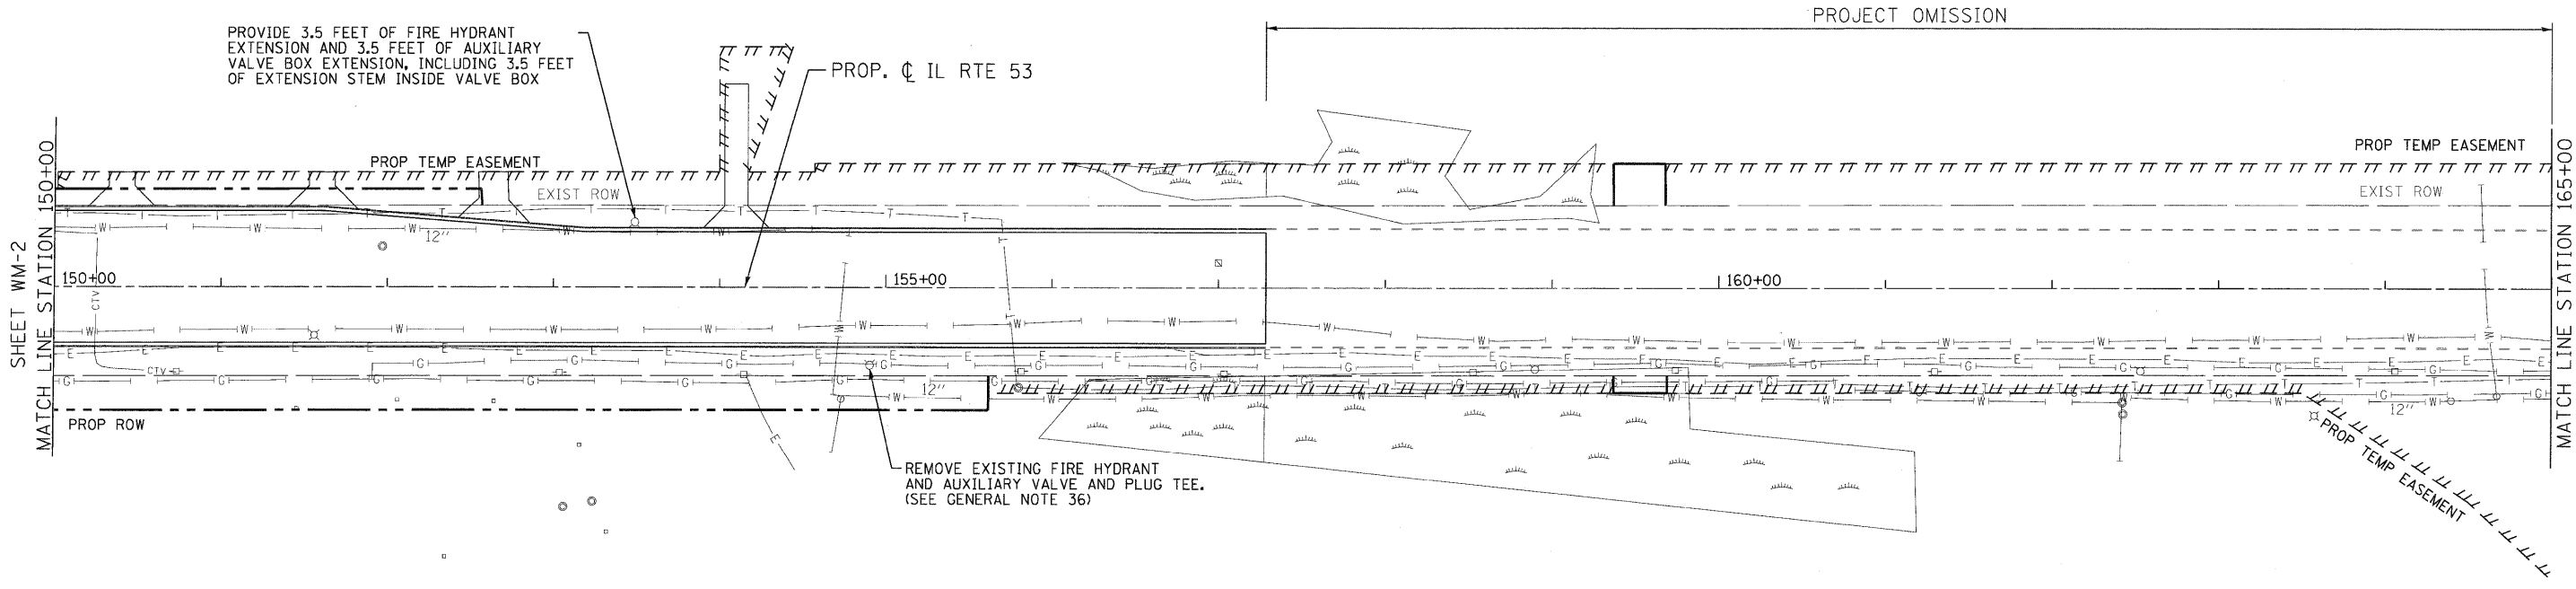 PROJECT OMISSION
PROVIDE 3.5 FEET OF FIRE HYDRANT
EXTENSION AND 3.5 FEET OF AUXILIARY
VALVE BOX EXTENSION, INCLUDING 3.5 FEET
OF EXTENSION STEM INSIDE VALVE BOX
PROP. ℄ IL RTE 53
PROP TEMP EASEMENT
PROP TEMP EASEMENT
EXIST ROW
EXIST ROW
SHEET WM-2
MATCH LINE STATION 150+00
MATCH LINE STATION 165+00
12"
150+00
155+00
160+00
CTV
CTV
12"
12"
PROP ROW
REMOVE EXISTING FIRE HYDRANT
AND AUXILIARY VALVE AND PLUG TEE.
(SEE GENERAL NOTE 36)
PROP TEMP EASEMENT